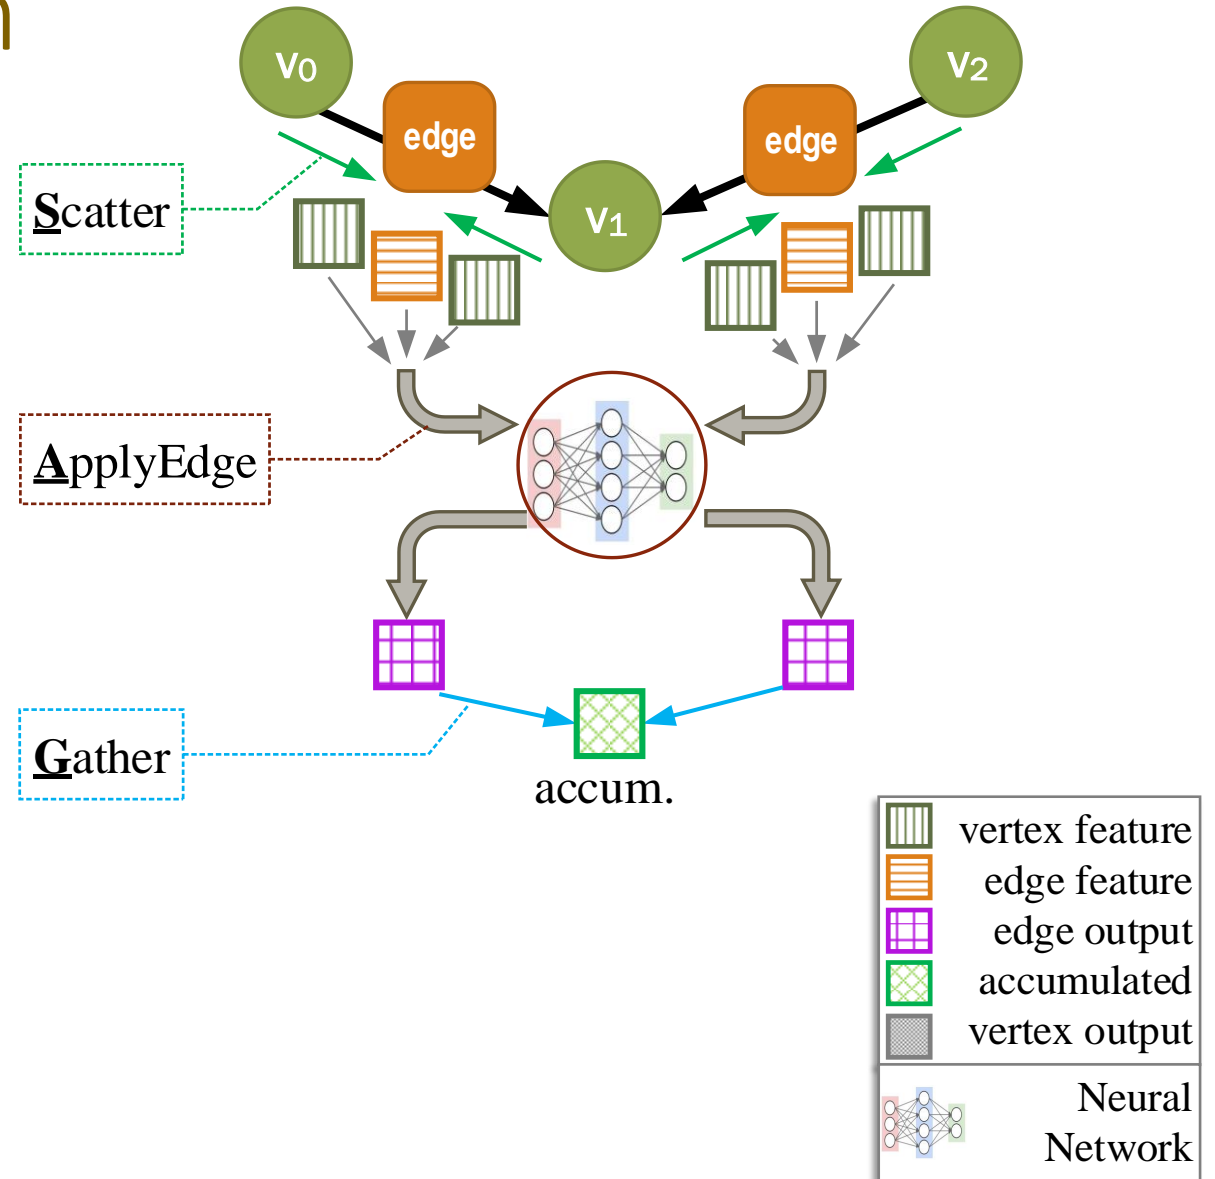 n
V0
V2
edge
edge
V1
Scatter
ApplyEdge
Gather
accum.
vertex feature
edge feature
edge output
accumulated
vertex output
Neural
Network